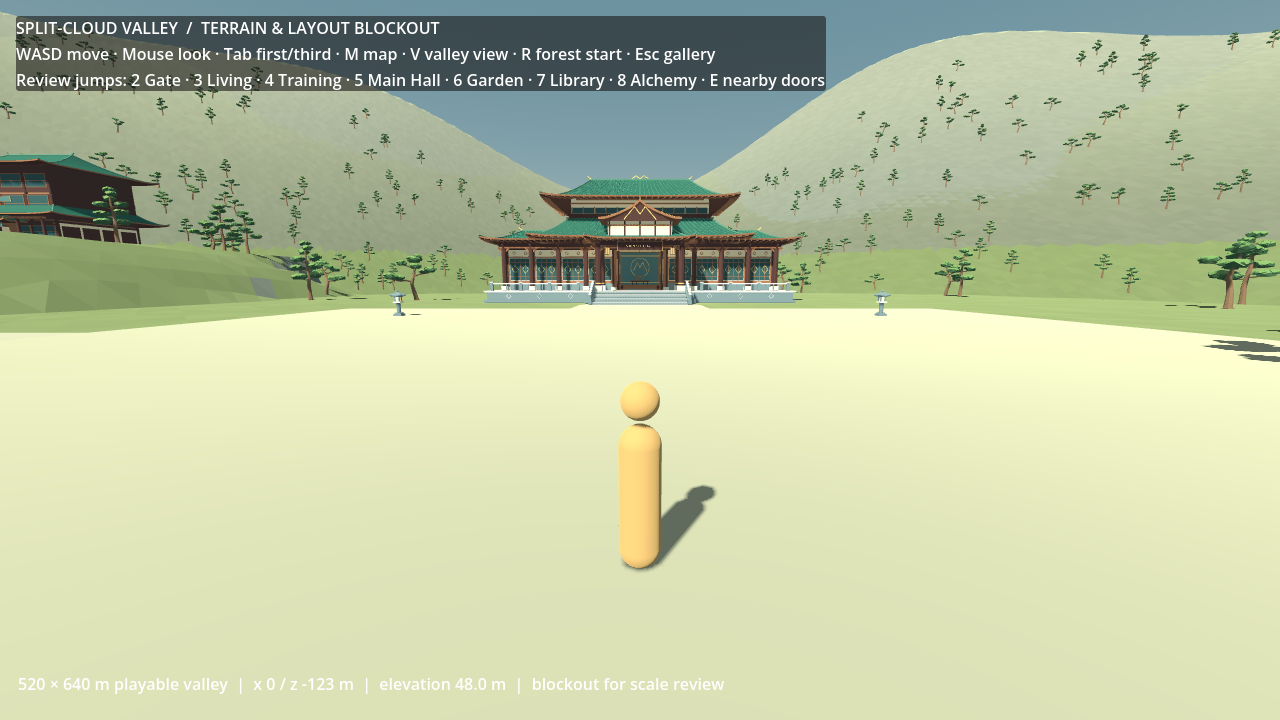 SPLIT-CLOUD VALLEY / TERRAIN & LAYOUT BLOCKOUT
WASD move · Mouse look · Tab first/third · M map · V valley view · R forest start · Esc gallery
Review jumps: 2 Gate · 3 Living · 4 Training · 5 Main Hall · 6 Garden · 7 Library · 8 Alchemy · E nearby doors
520 × 640 m playable valley | x 0 / z -123 m | elevation 48.0 m | blockout for scale review